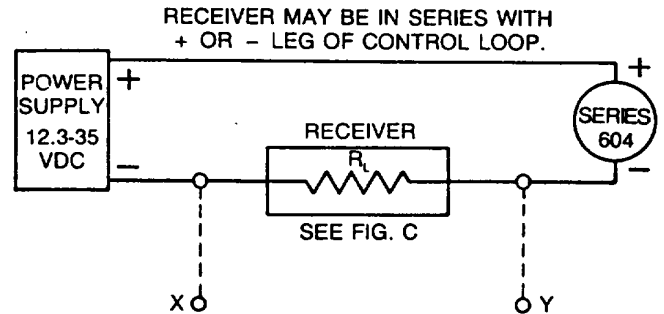 RECEIVER MAY BE IN SERIES WITH
+ OR – LEG OF CONTROL LOOP.
POWER
SUPPLY
12.3-35
VDC
+
–
RECEIVER
RL
SEE FIG. C
+
SERIES
604
–
X
Y